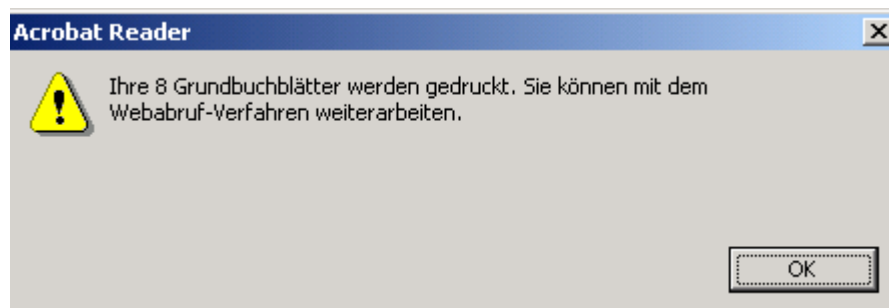 Acrobat Reader
Ihre 8 Grundbuchblätter werden gedruckt. Sie können mit dem
Webabruf-Verfahren weiterarbeiten.
OK